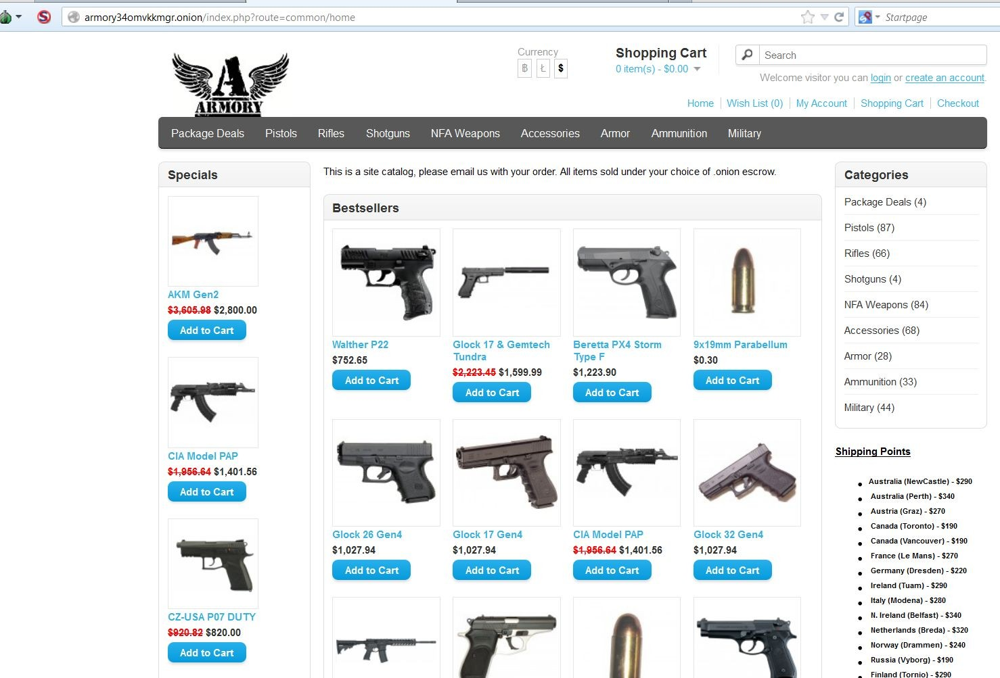 armory34omvkkmgr.onion/index.php?route=common/home
Startpage
A
ARMORY
Currency
฿ Ł $
Shopping Cart
0 item(s) - $0.00
Search
Welcome visitor you can login or create an account.
Home Wish List (0) My Account Shopping Cart Checkout
Package Deals Pistols Rifles Shotguns NFA Weapons Accessories Armor Ammunition Military
Specials
AKM Gen2
$3,605.98 $2,800.00
Add to Cart
CIA Model PAP
$1,956.64 $1,401.56
Add to Cart
CZ-USA P07 DUTY
$920.82 $820.00
Add to Cart
This is a site catalog, please email us with your order. All items sold under your choice of .onion escrow.
Bestsellers
Walther P22
$752.65
Add to Cart
Glock 17 & Gemtech
Tundra
$2,223.45 $1,599.99
Add to Cart
Beretta PX4 Storm
Type F
$1,223.90
Add to Cart
9x19mm Parabellum
$0.30
Add to Cart
Glock 26 Gen4
$1,027.94
Add to Cart
Glock 17 Gen4
$1,027.94
Add to Cart
CIA Model PAP
$1,956.64 $1,401.56
Add to Cart
Glock 32 Gen4
$1,027.94
Add to Cart
Categories
Package Deals (4)
Pistols (87)
Rifles (66)
Shotguns (4)
NFA Weapons (84)
Accessories (68)
Armor (28)
Ammunition (33)
Military (44)
Shipping Points
Australia (NewCastle) - $290
Australia (Perth) - $340
Austria (Graz) - $270
Canada (Toronto) - $190
Canada (Vancouver) - $190
France (Le Mans) - $270
Germany (Dresden) - $220
Ireland (Tuam) - $290
Italy (Modena) - $280
N. Ireland (Belfast) - $340
Netherlands (Breda) - $320
Norway (Drammen) - $240
Russia (Vyborg) - $190
Finland (Tornio) - $290